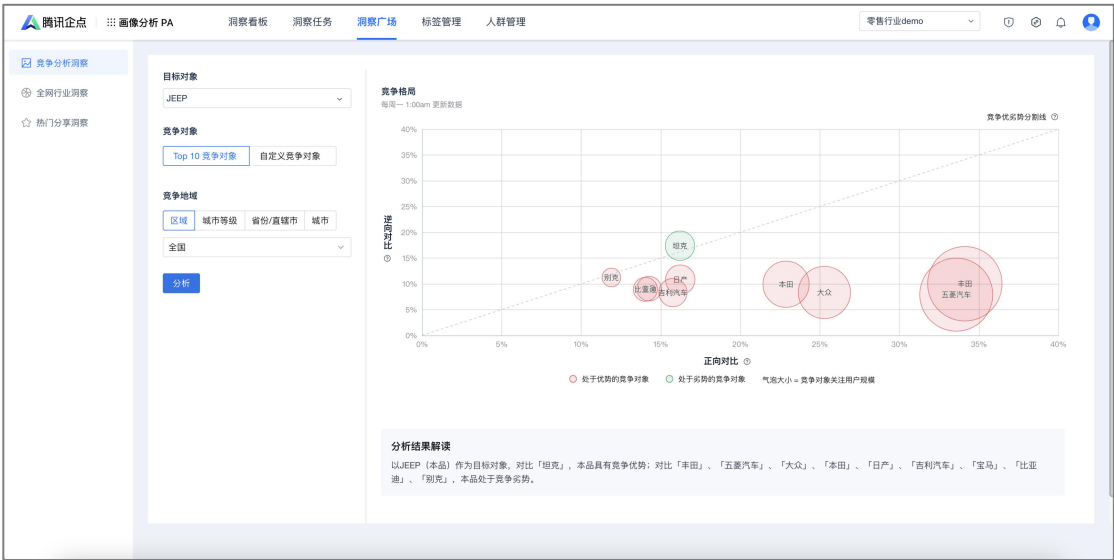 腾讯企点
画像分析 PA
洞察看板
洞察任务
洞察广场
标签管理
人群管理
零售行业demo
竞争分析洞察
全网行业洞察
热门分享洞察
目标对象
JEEP
竞争对象
Top 10 竞争对象
自定义竞争对象
竞争地域
区域
城市等级
省份/直辖市
城市
全国
分析
竞争格局
每周一 1:00am 更新数据
竞争优劣势分割线
逆向对比
40%
35%
30%
25%
20%
15%
10%
5%
0%
坦克
别克
比亚迪
日产
吉利汽车
本田
大众
丰田
五菱汽车
0%
5%
10%
15%
20%
25%
30%
35%
40%
正向对比
处于优势的竞争对象
处于劣势的竞争对象
气泡大小 = 竞争对象关注用户规模
分析结果解读
以JEEP（本品）作为目标对象，对比「坦克」，本品具有竞争优势；对比「丰田」、「五菱汽车」、「大众」、「本田」、「日产」、「吉利汽车」、「宝马」、「比亚
迪」、「别克」，本品处于竞争劣势。